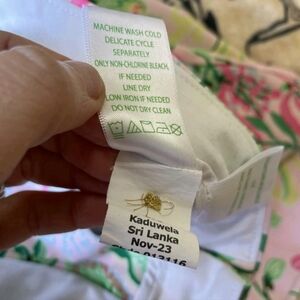 MACHINE WASH COLD
DELICATE CYCLE
SEPARATELY
ONLY NON-CHLORINE BLEACH,
IF NEEDED
LINE DRY
LOW IRON IF NEEDED
DO NOT DRY CLEAN
Kaduwela
Sri Lanka
Nov-23